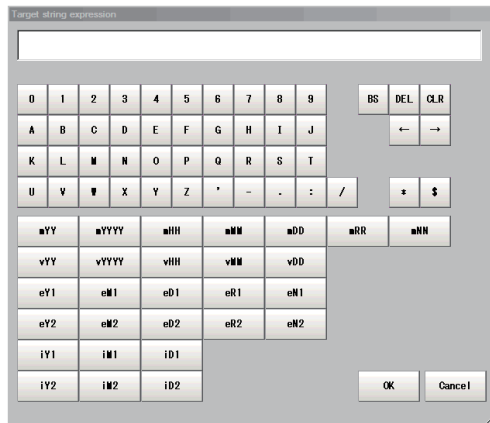 Target string expression
0 1 2 3 4 5 6 7 8 9 BS DEL CLR
A B C D E F G H I J ← →
K L M N O P Q R S T
U V W X Y Z ' - . : / * $
mYY mYYYY mHH mMM mDD mRR mNN
vYY vYYYY vHH vMM vDD
eY1 eM1 eD1 eR1 eN1
eY2 eM2 eD2 eR2 eN2
iY1 iM1 iD1
iY2 iM2 iD2 OK Cancel